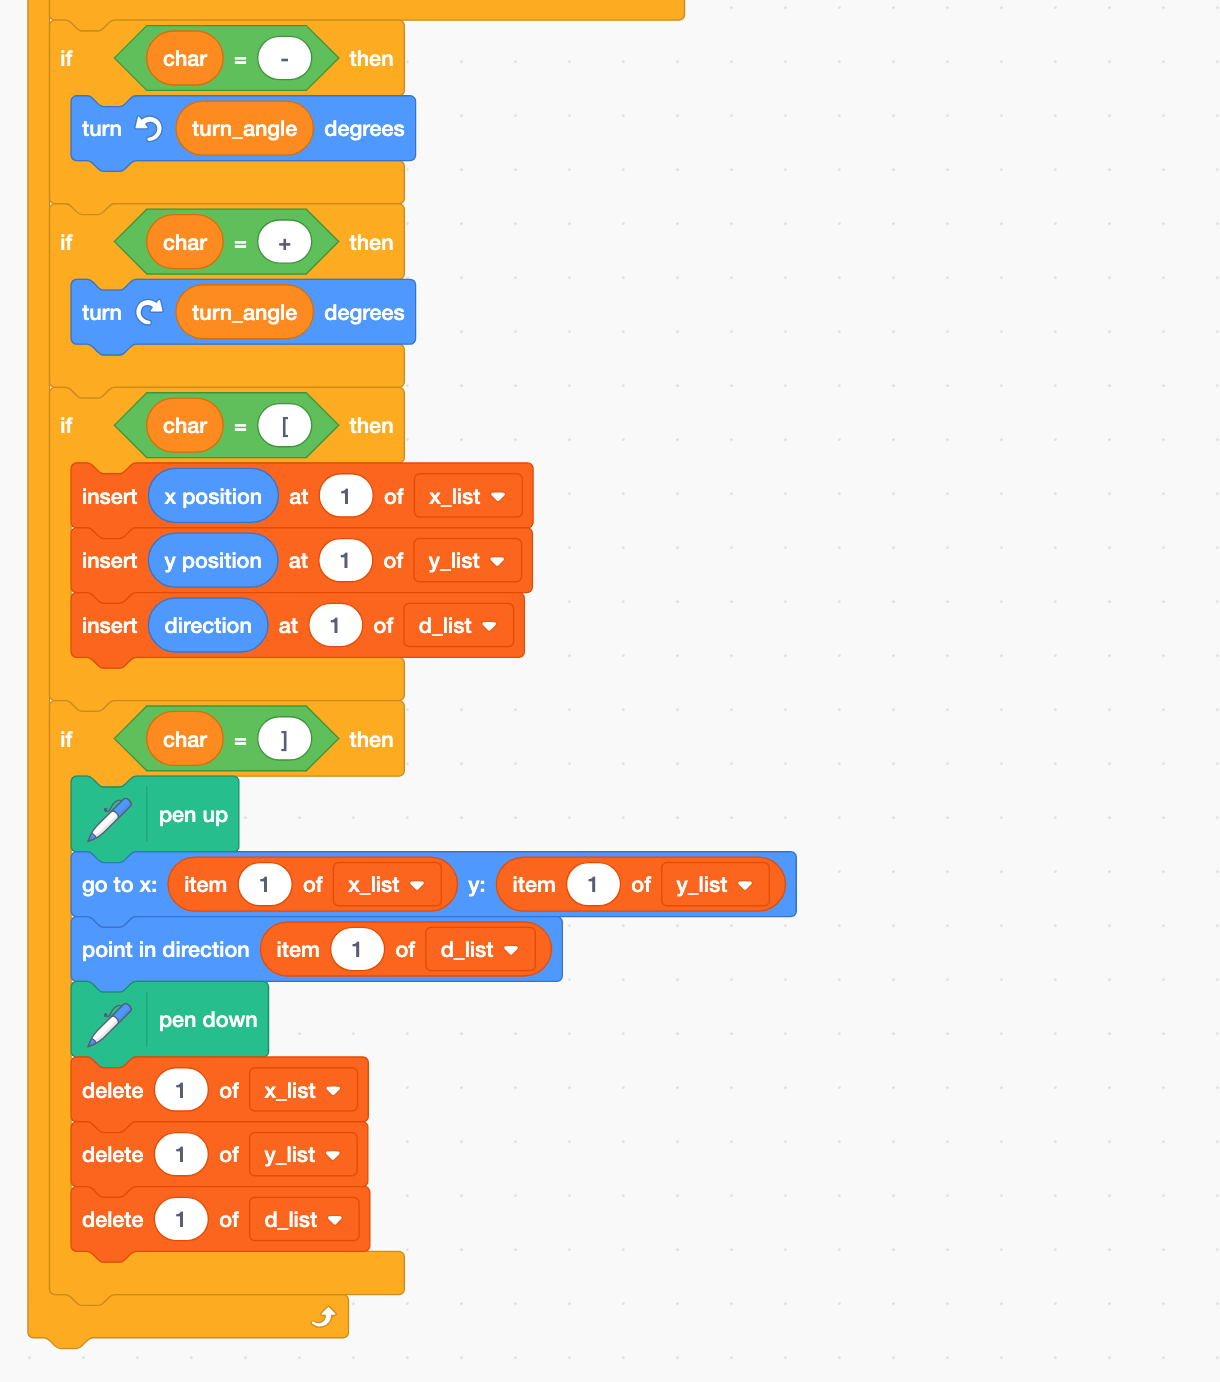 if char = - then
turn turn_angle degrees
if char = + then
turn turn_angle degrees
if char = [ then
insert x position at 1 of x_list
insert y position at 1 of y_list
insert direction at 1 of d_list
if char = ] then
pen up
go to x: item 1 of x_list y: item 1 of y_list
point in direction item 1 of d_list
pen down
delete 1 of x_list
delete 1 of y_list
delete 1 of d_list